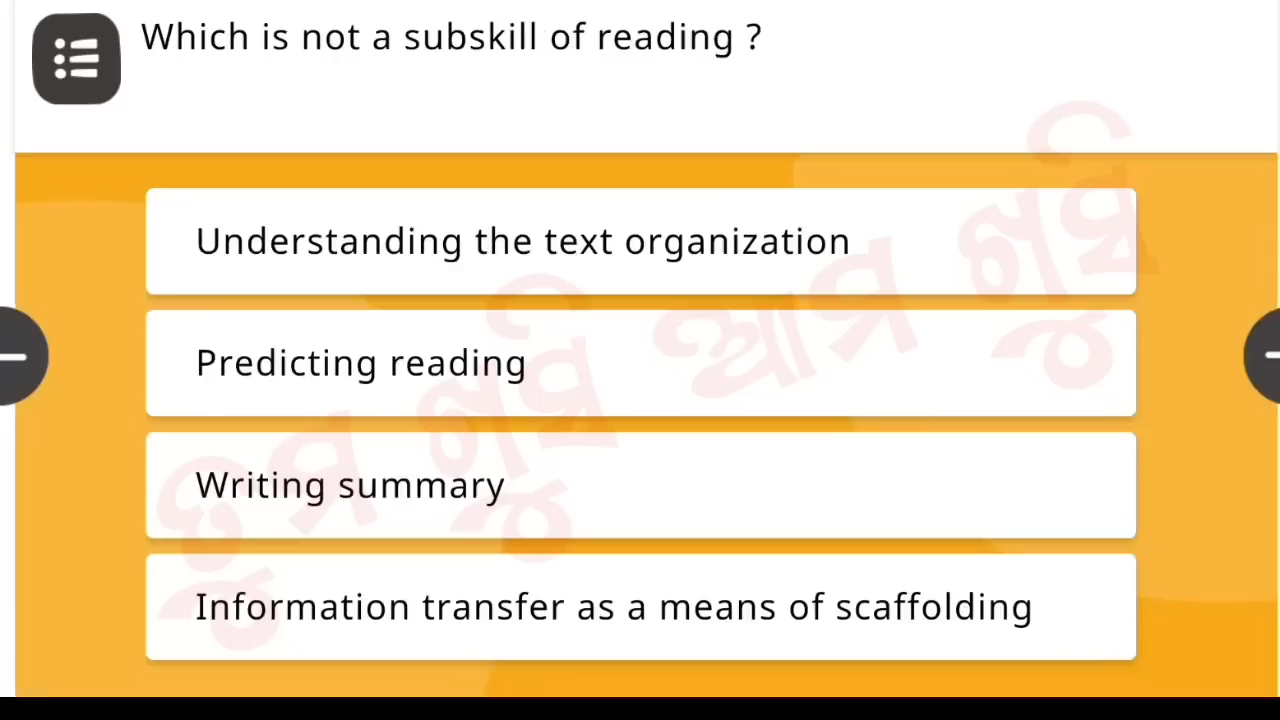 Which is not a subskill of reading ?
Understanding the text organization
Predicting reading
Writing summary
Information transfer as a means of scaffolding
ତୁମ ଖୁସି ଆମ ଖୁସି